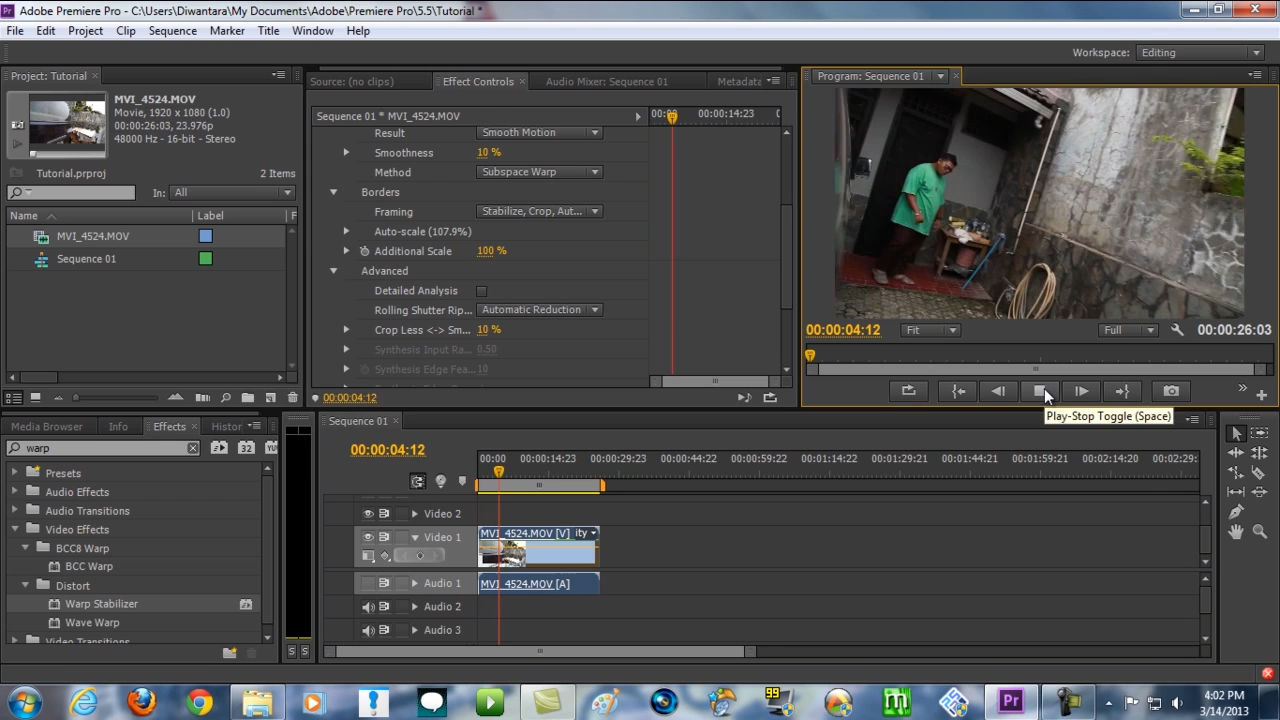 Adobe Premiere Pro - C:\Users\Diwantara\My Documents\Adobe\Premiere Pro\5.5\Tutorial *
File Edit Project Clip Sequence Marker Title Window Help
Workspace: Editing
Project: Tutorial
MVI_4524.MOV
Movie, 1920 x 1080 (1.0)
00:00:26:03, 23.976p
48000 Hz - 16-bit - Stereo
Tutorial.prproj 2 Items
In: All
Name Label F
MVI_4524.MOV
Sequence 01
Source: (no clips) Effect Controls Audio Mixer: Sequence 01 Metadata
Sequence 01 * MVI_4524.MOV 00:00 00:00:14:23
Result Smooth Motion
Smoothness 10 %
Method Subspace Warp
Borders
Framing Stabilize, Crop, Aut...
Auto-scale (107.9%)
Additional Scale 100 %
Advanced
Detailed Analysis
Rolling Shutter Rip... Automatic Reduction
Crop Less <-> Sm... 10 %
Synthesis Input Ra... 0.50
Synthesis Edge Fea... 10
00:00:04:12
Program: Sequence 01
00:00:04:12 Fit Full 00:00:26:03
Play-Stop Toggle (Space)
Media Browser Info Effects Histor
warp
32
Presets
Audio Effects
Audio Transitions
Video Effects
BCC8 Warp
BCC Warp
Distort
Warp Stabilizer
Wave Warp
Video Transitions
S S
Sequence 01
00:00:04:12
00:00 00:00:14:23 00:00:29:23 00:00:44:22 00:00:59:22 00:01:14:22 00:01:29:21 00:01:44:21 00:01:59:21 00:02:14:20 00:02:29:
Video 2
Video 1 MVI_4524.MOV [V] ity
Audio 1 MVI_4524.MOV [A]
Audio 2
Audio 3
99
Pr
4:02 PM
3/14/2013